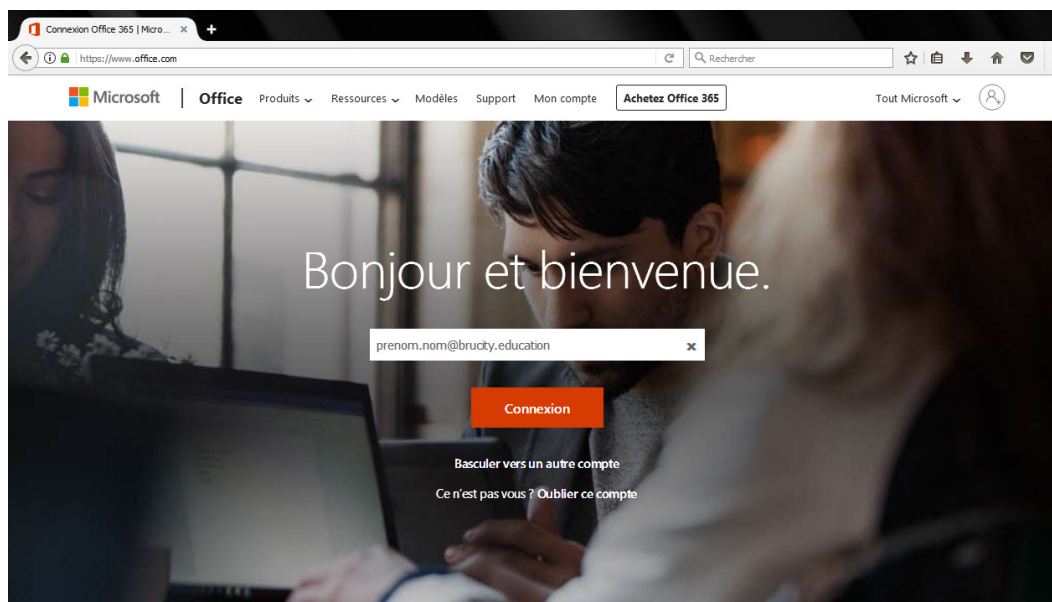 Connexion Office 365 | Micro...
https://www.office.com
Rechercher
Microsoft | Office Produits Ressources Modèles Support Mon compte Achetez Office 365 Tout Microsoft
Bonjour et bienvenue.
prenom.nom@brucity.education
Connexion
Basculer vers un autre compte
Ce n'est pas vous ? Oublier ce compte